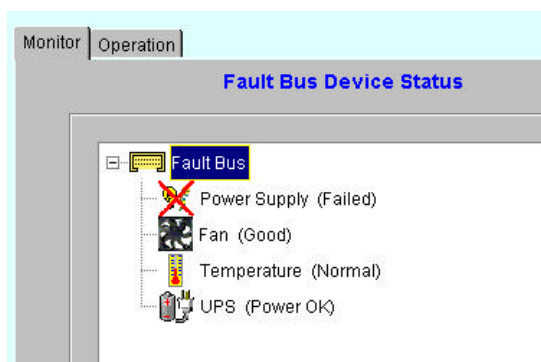 Monitor Operation
Fault Bus Device Status
Fault Bus
Power Supply (Failed)
Fan (Good)
Temperature (Normal)
UPS (Power OK)